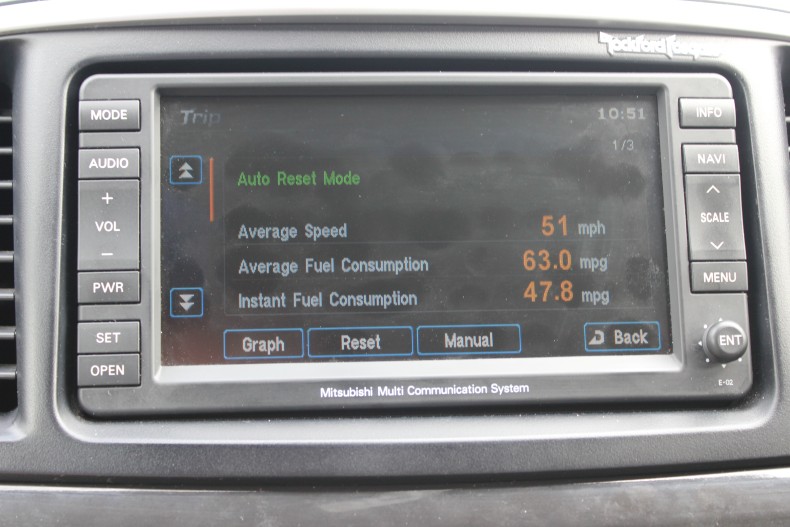 Rockford Fosgate
MODE
AUDIO
+
VOL
−
PWR
SET
OPEN
Trip
10:51
1/3
Auto Reset Mode
Average Speed 51 mph
Average Fuel Consumption 63.0 mpg
Instant Fuel Consumption 47.8 mpg
Graph Reset Manual Back
Mitsubishi Multi Communication System
INFO
NAVI
SCALE
MENU
ENT
E-02